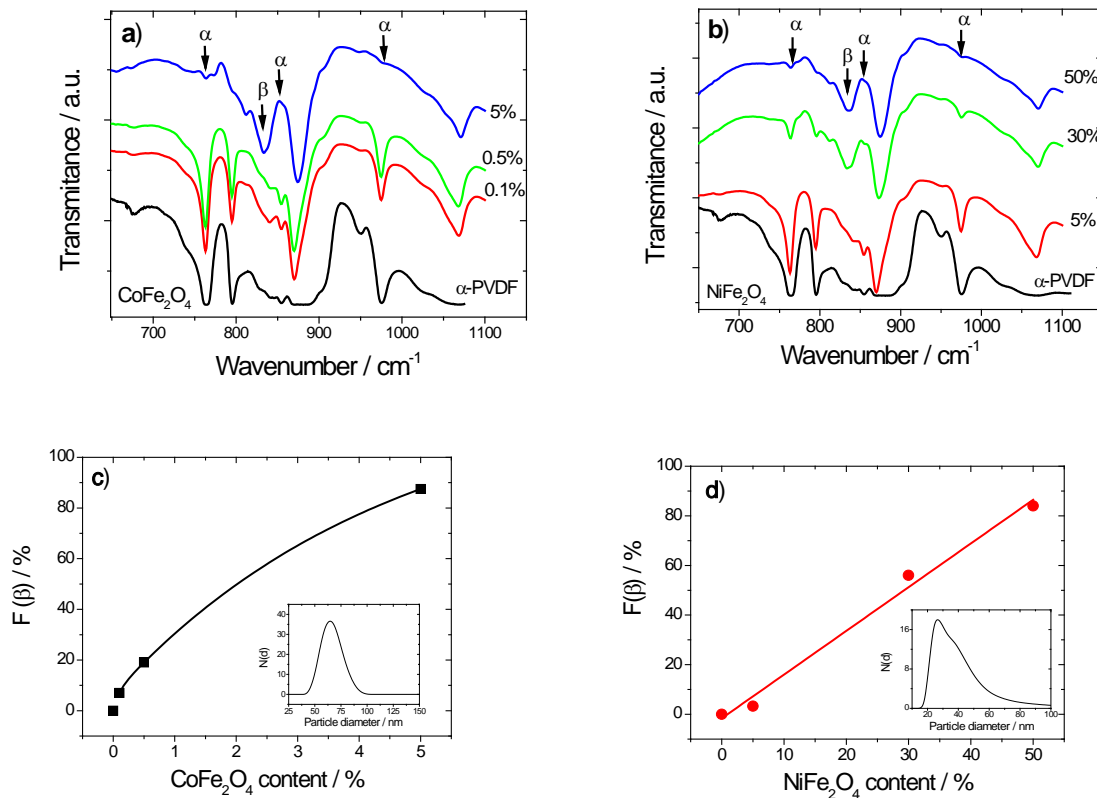 a)
α
α
α
β
5%
0.5%
0.1%
α-PVDF
CoFe2O4
Transmitance / a.u.
700 800 900 1000 1100
Wavenumber / cm-1
b)
α
α
α
β
50%
30%
5%
α-PVDF
NiFe2O4
Transmitance / a.u.
700 800 900 1000 1100
Wavenumber / cm-1
c)
100
80
60
40
20
0
F (β) / %
0 1 2 3 4 5
CoFe2O4 content / %
40
30
20
10
0
N(d)
25 50 75 100 125 150
Particle diameter / nm
d)
100
80
60
40
20
0
F(β) / %
0 10 20 30 40 50
NiFe2O4 content / %
16
8
0
N(d)
20 40 60 80 100
Particle diameter / nm